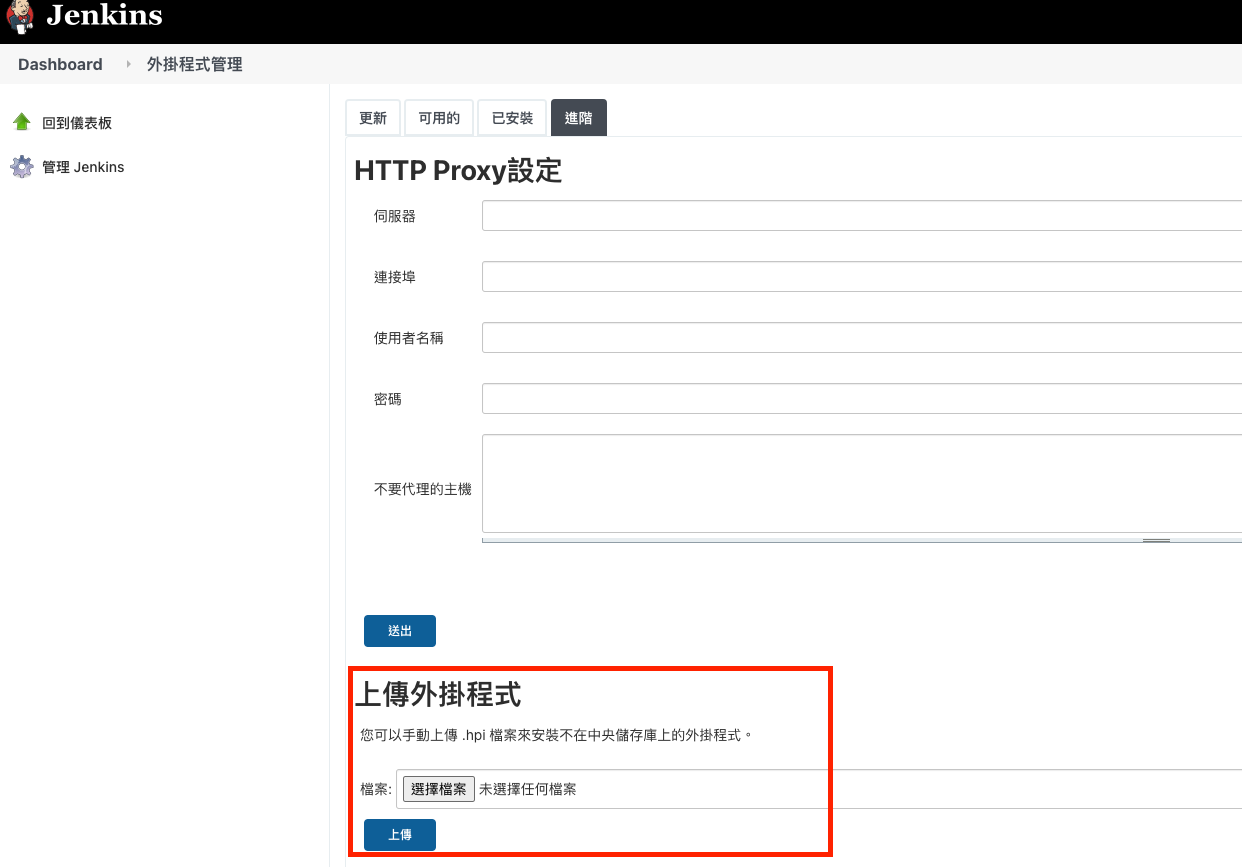 Jenkins
Dashboard 外掛程式管理
回到儀表板
管理 Jenkins
更新 可用的 已安裝 進階
HTTP Proxy設定
伺服器
連接埠
使用者名稱
密碼
不要代理的主機
送出
上傳外掛程式
您可以手動上傳 .hpi 檔案來安裝不在中央儲存庫上的外掛程式。
檔案: 選擇檔案 未選擇任何檔案
上傳